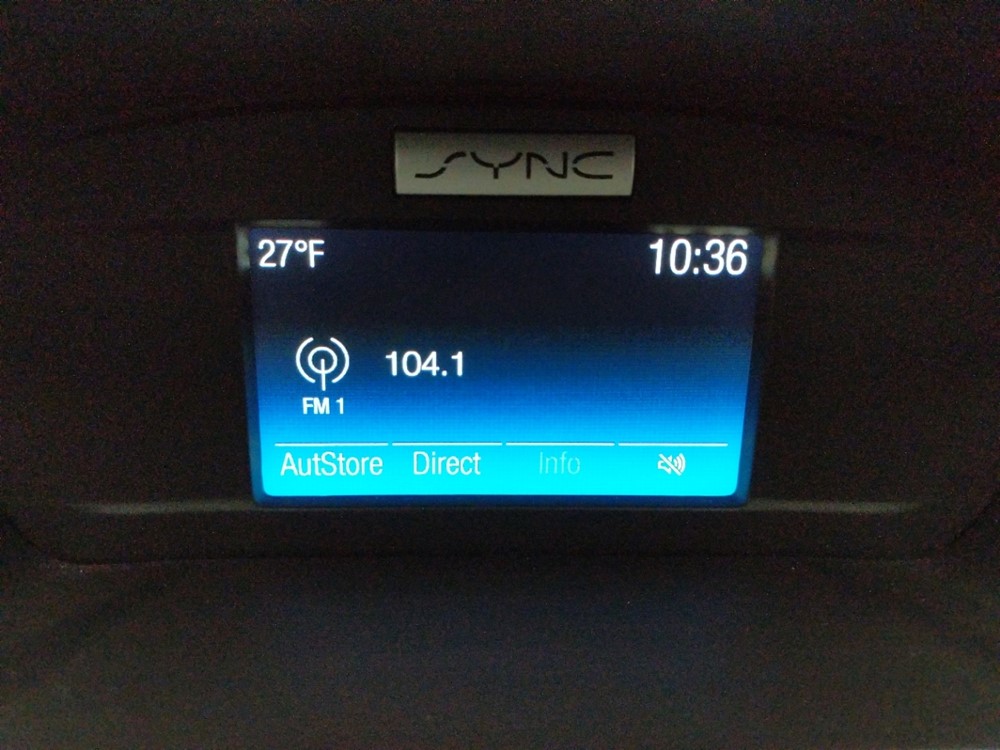 SYNC
27°F 10:36
104.1
FM 1
AutStore Direct Info